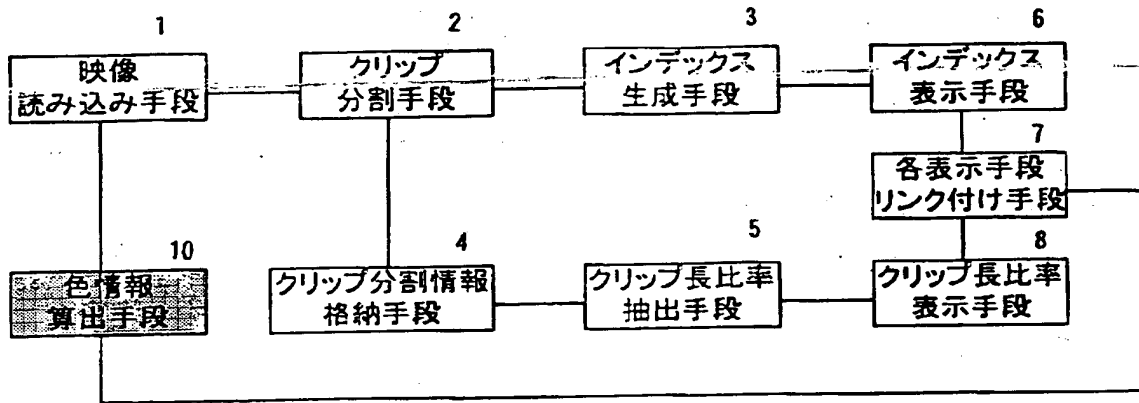 1
映像
読み込み手段
2
クリップ
分割手段
3
インデックス
生成手段
6
インデックス
表示手段
7
各表示手段
リンク付け手段
10
色情報
算出手段
4
クリップ分割情報
格納手段
5
クリップ長比率
抽出手段
8
クリップ長比率
表示手段